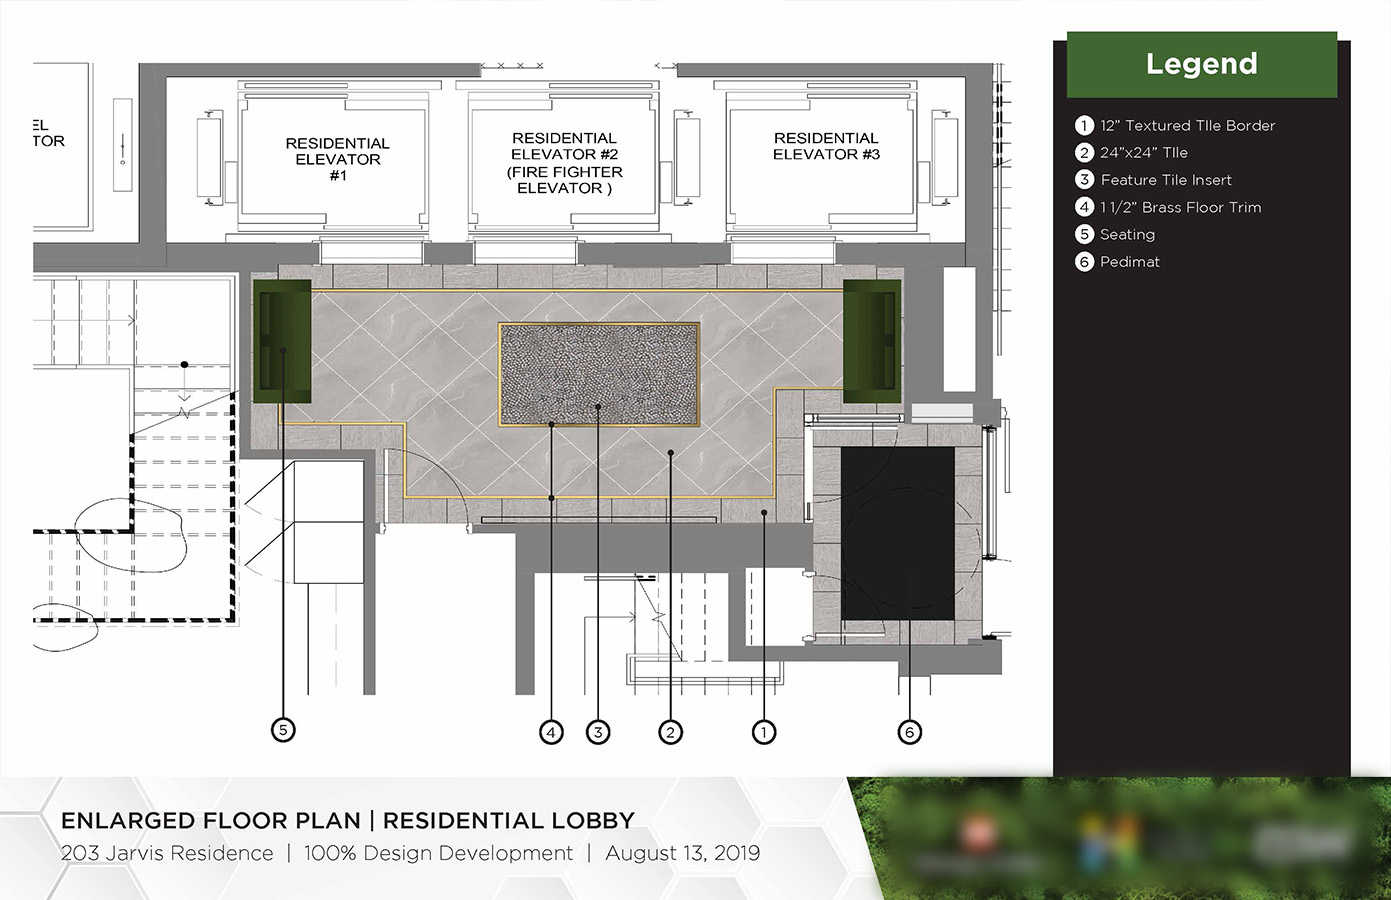 EL
TOR
RESIDENTIAL
ELEVATOR
#1
RESIDENTIAL
ELEVATOR #2
(FIRE FIGHTER
ELEVATOR )
RESIDENTIAL
ELEVATOR #3
Legend
1 12” Textured TIle Border
2 24”x24” TIle
3 Feature Tile Insert
4 1 1/2” Brass Floor Trim
5 Seating
6 Pedimat
5
4
3
2
1
6
ENLARGED FLOOR PLAN | RESIDENTIAL LOBBY
203 Jarvis Residence | 100% Design Development | August 13, 2019